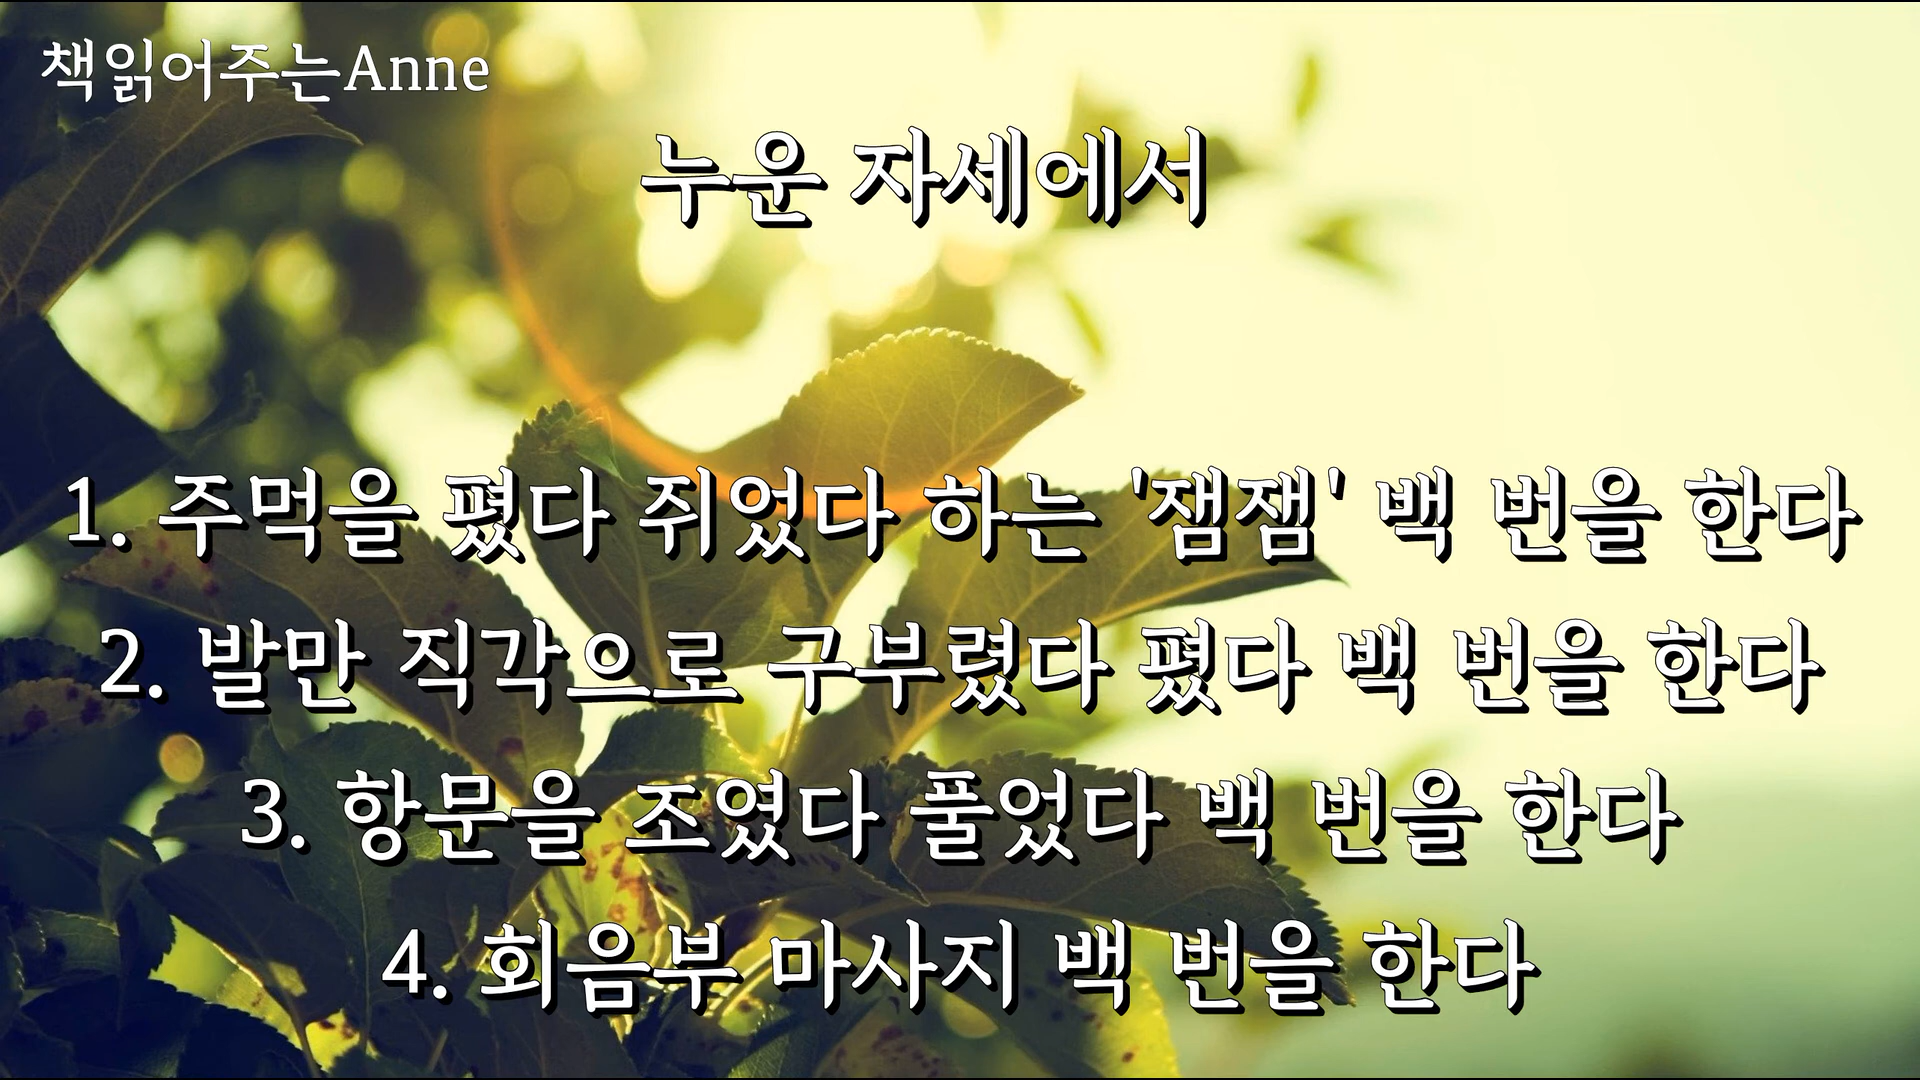 책읽어주는Anne
누운 자세에서
1. 주먹을 폈다 쥐었다 하는 '잼잼' 백 번을 한다
2. 발만 직각으로 구부렸다 폈다 백 번을 한다
3. 항문을 조였다 풀었다 백 번을 한다
4. 회음부 마사지 백 번을 한다